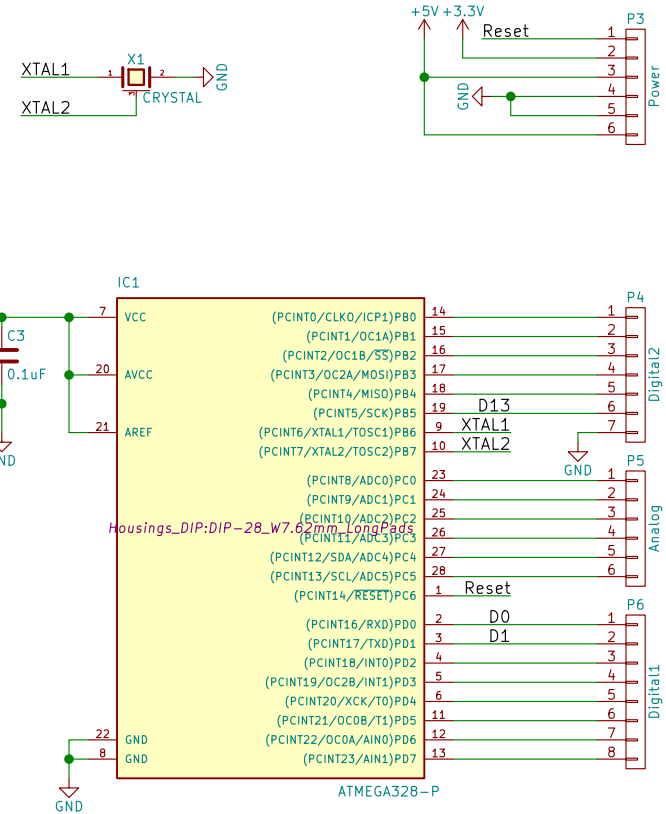 +5V +3.3V
P3
Reset 1
2
3
GND 4
5
6
Power
X1
XTAL1 1 2 GND
3
CRYSTAL
XTAL2
IC1
P4
7 VCC (PCINT0/CLKO/ICP1)PB0 14 1
C3 (PCINT1/OC1A)PB1 15 2
(PCINT2/OC1B/SS)PB2 16 3
0.1uF 20 AVCC (PCINT3/OC2A/MOSI)PB3 17 4
(PCINT4/MISO)PB4 18 5
(PCINT5/SCK)PB5 19 D13 6
21 AREF (PCINT6/XTAL1/TOSC1)PB6 9 XTAL1 7
(PCINT7/XTAL2/TOSC2)PB7 10 XTAL2
Digital2
ND
GND
P5
(PCINT8/ADC0)PC0 23 1
(PCINT9/ADC1)PC1 24 2
(PCINT10/ADC2)PC2 25 3
Housings_DIP:DIP-28_W7.62mm_LongPads
(PCINT11/ADC3)PC3 26 4
(PCINT12/SDA/ADC4)PC4 27 5
(PCINT13/SCL/ADC5)PC5 28 6
Analog
(PCINT14/RESET)PC6 1 Reset
P6
(PCINT16/RXD)PD0 2 D0 1
(PCINT17/TXD)PD1 3 D1 2
(PCINT18/INT0)PD2 4 3
(PCINT19/OC2B/INT1)PD3 5 4
(PCINT20/XCK/T0)PD4 6 5
(PCINT21/OC0B/T1)PD5 11 6
22 GND (PCINT22/OC0A/AIN0)PD6 12 7
8 GND (PCINT23/AIN1)PD7 13 8
Digital1
GND
ATMEGA328-P